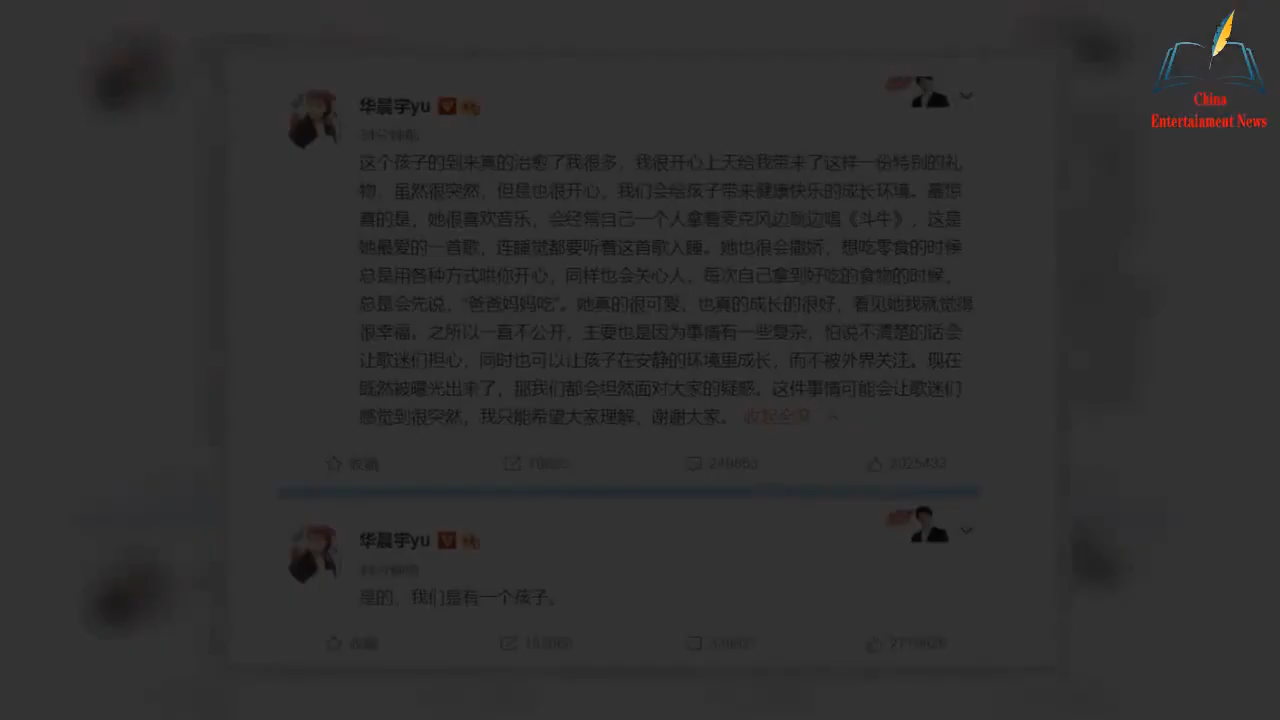 China
Entertainment News
华晨宇yu
这个孩子的到来真的治愈了我很多，我很开心上天给我带来了这样一份特别的礼
物，虽然很突然，但是也很开心，我们会给孩子带来健康快乐的成长环境。最惊
喜的是，她很喜欢音乐，会经常自己一个人拿着麦克风边跳边唱《斗牛》，这是
她最爱的一首歌，连睡觉都要听着这首歌入睡。她也很会撒娇，想吃零食的时候
总是用各种方式哄你开心，同样也会关心人，每次自己拿到好吃的食物的时候，
总是会先说，“爸爸妈妈吃”。她真的很可爱，也真的成长的很好，看见她我就觉得
很幸福。之所以一直不公开，主要也是因为事情有一些复杂，怕说不清楚的话会
让歌迷们担心，同时也可以让孩子在安静的环境里成长，而不被外界关注。现在
既然被曝光出来了，那我们都会坦然面对大家的疑惑。这件事情可能会让歌迷们
感觉到很突然，我只能希望大家理解，谢谢大家。 收起全文
收藏
华晨宇yu
是的，我们是有一个孩子。
收藏